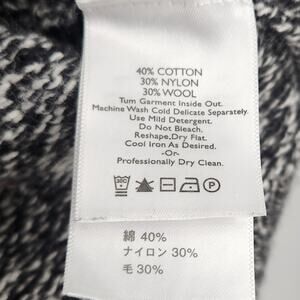 40% COTTON
30% NYLON
30% WOOL
Turn Garment Inside Out.
Machine Wash Cold Delicate Separately.
Use Mild Detergent.
Do Not Bleach.
Reshape,Dry Flat.
Cool Iron As Desired.
-Or-
Professionally Dry Clean.
P
綿 40%
ナイロン 30%
毛 30%